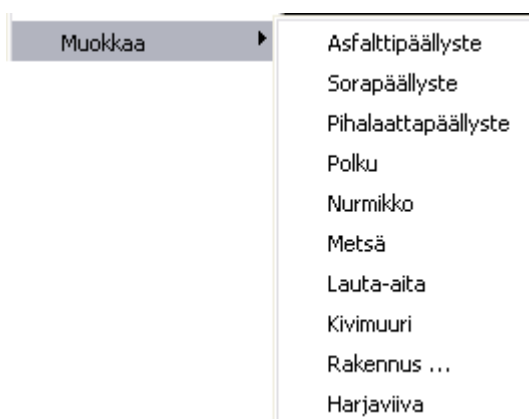 Muokkaa
Asfalttipäällyste
Sorapäällyste
Pihalaattapäällyste
Polku
Nurmikko
Metsä
Lauta-aita
Kivimuuri
Rakennus ...
Harjaviiva